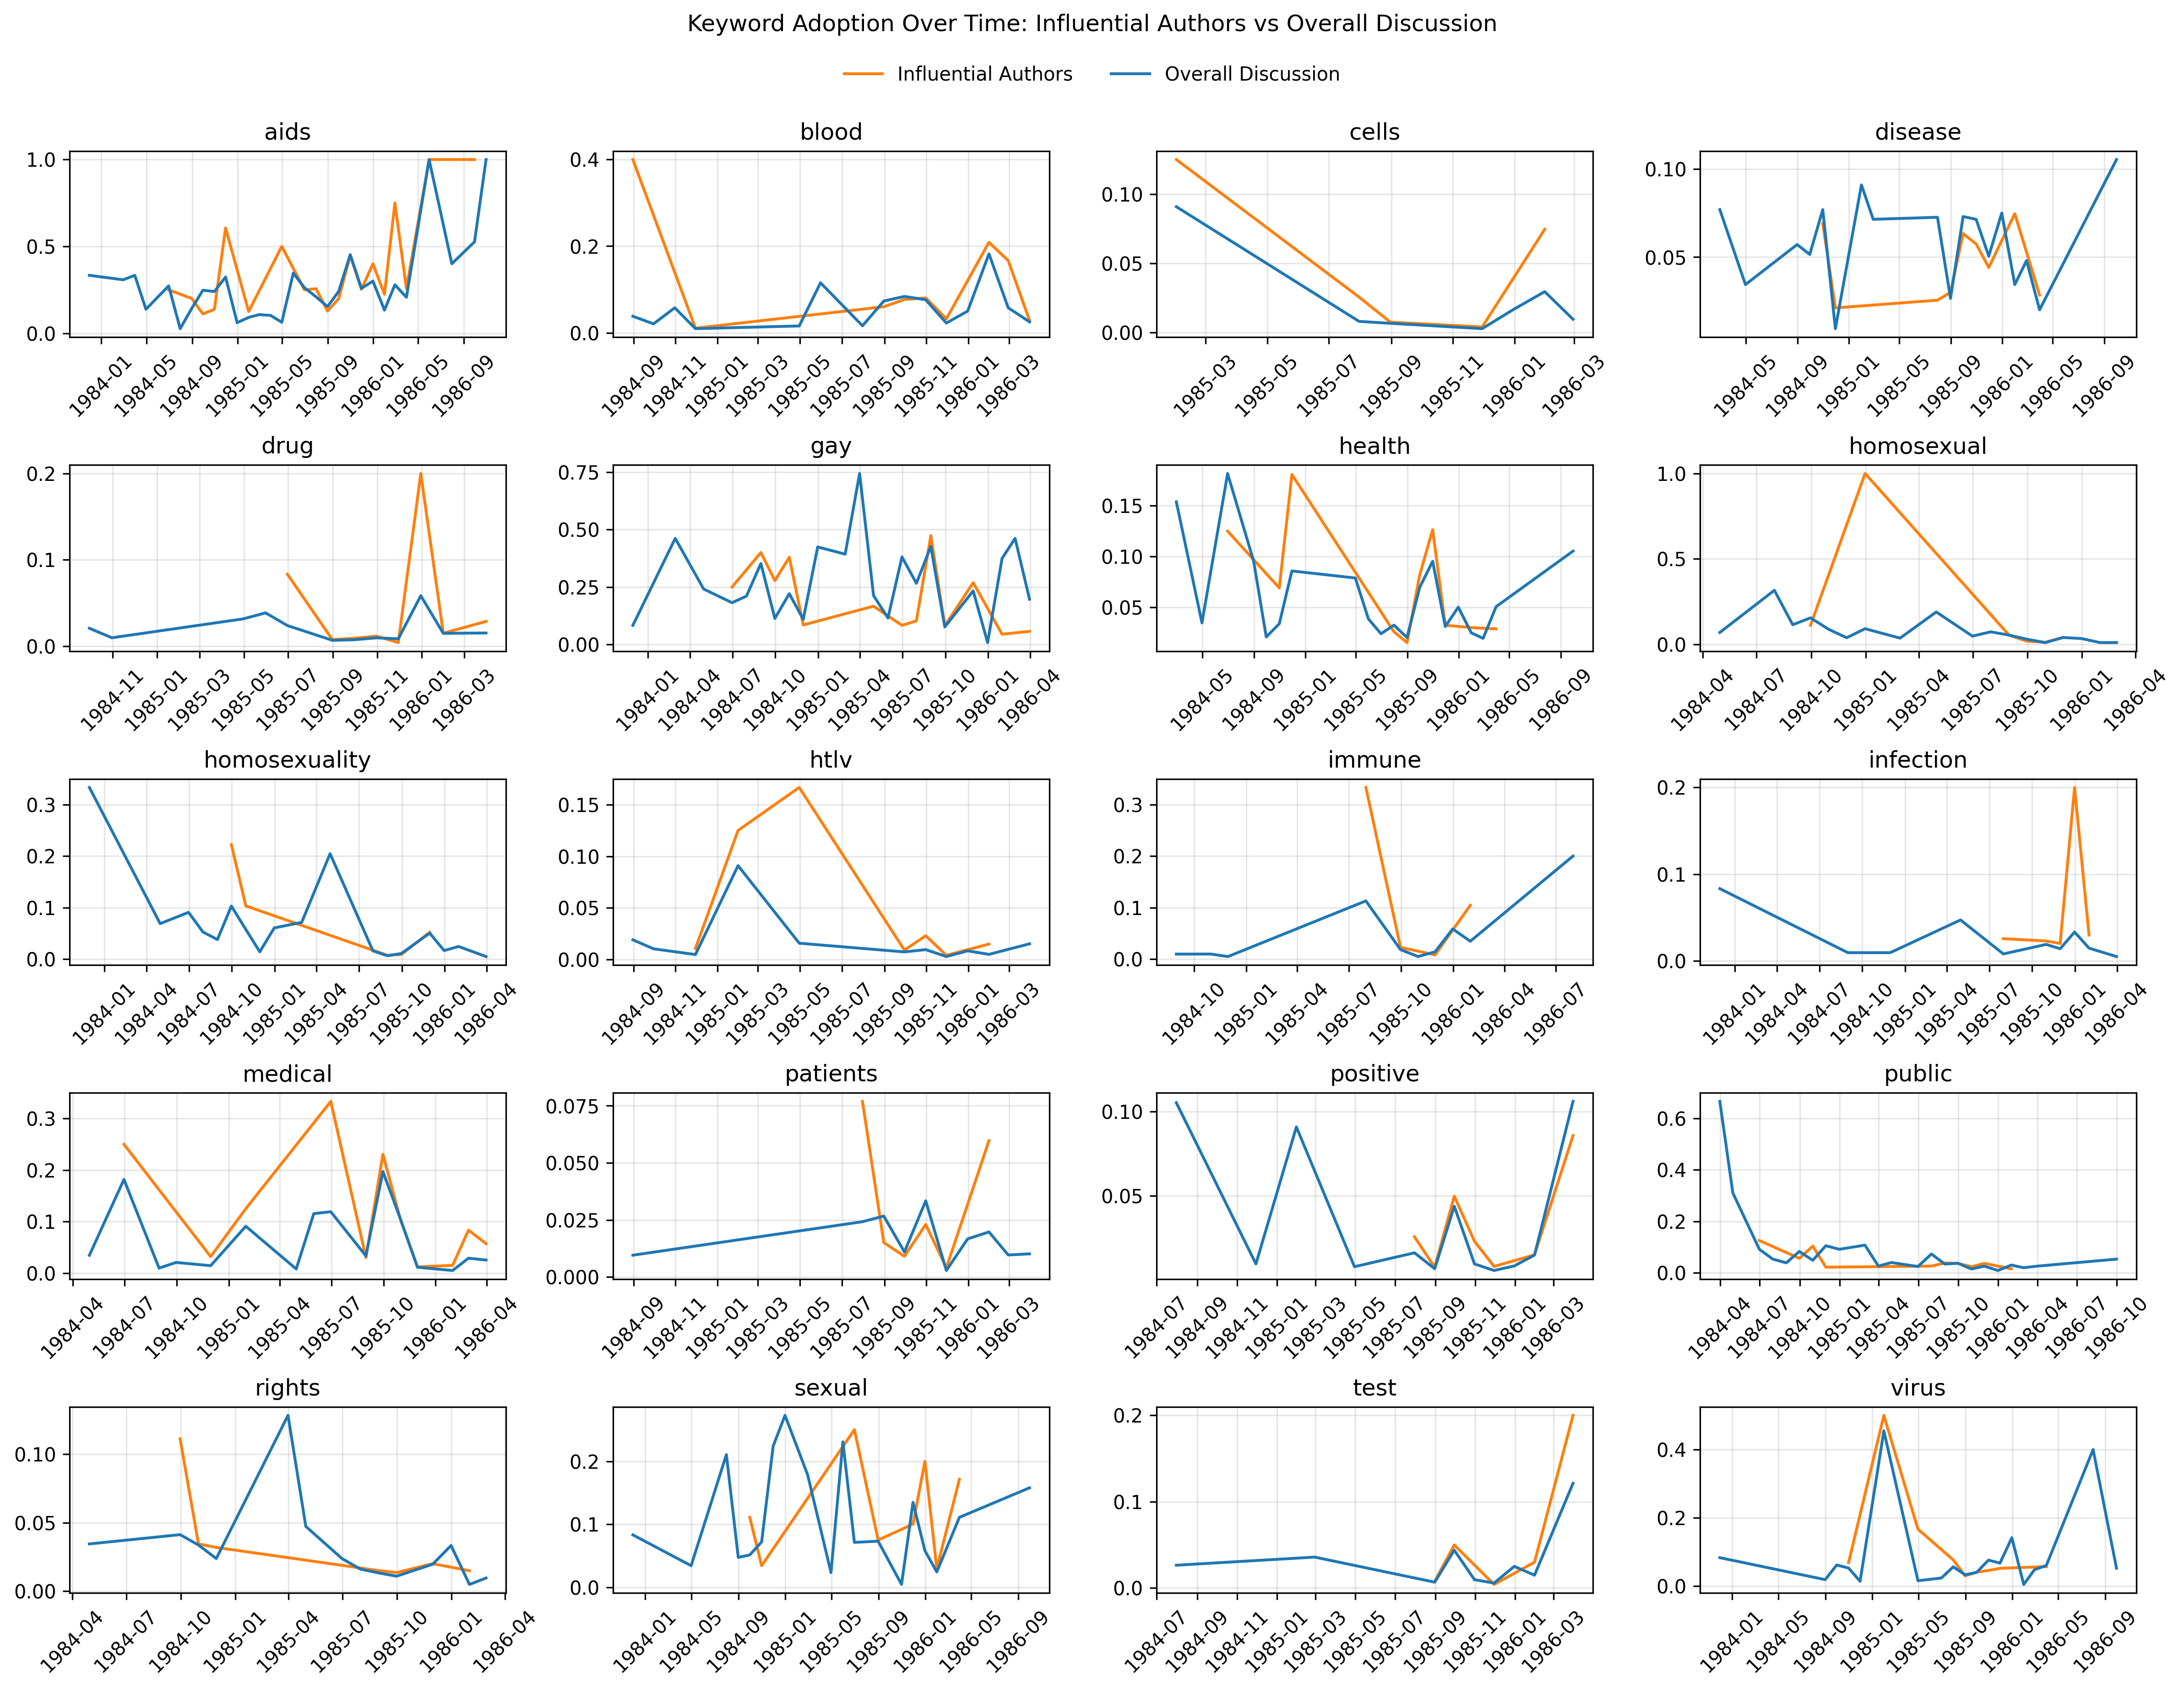 Keyword Adoption Over Time: Influential Authors vs Overall Discussion
Influential Authors Overall Discussion
aids blood cells disease
1.0
0.5
0.0
1984-01 1984-05 1984-09 1985-01 1985-05 1985-09 1986-01 1986-05 1986-09
0.4
0.2
0.0
1984-09 1984-11 1985-01 1985-03 1985-05 1985-07 1985-09 1985-11 1986-01 1986-03
0.10
0.05
0.00
1985-03 1985-05 1985-07 1985-09 1985-11 1986-01 1986-03
0.10
0.05
1984-05 1984-09 1985-01 1985-05 1985-09 1986-01 1986-05 1986-09
drug gay health homosexual
0.2
0.1
0.0
1984-11 1985-01 1985-03 1985-05 1985-07 1985-09 1985-11 1986-01 1986-03
0.75
0.50
0.25
0.00
1984-01 1984-04 1984-07 1984-10 1985-01 1985-04 1985-07 1985-10 1986-01 1986-04
0.15
0.10
0.05
1984-05 1984-09 1985-01 1985-05 1985-09 1986-01 1986-05 1986-09
1.0
0.5
0.0
1984-04 1984-07 1984-10 1985-01 1985-04 1985-07 1985-10 1986-01 1986-04
homosexuality htlv immune infection
0.3
0.2
0.1
0.0
1984-01 1984-04 1984-07 1984-10 1985-01 1985-04 1985-07 1985-10 1986-01 1986-04
0.15
0.10
0.05
0.00
1984-09 1984-11 1985-01 1985-03 1985-05 1985-07 1985-09 1985-11 1986-01 1986-03
0.3
0.2
0.1
0.0
1984-10 1985-01 1985-04 1985-07 1985-10 1986-01 1986-04 1986-07
0.2
0.1
0.0
1984-01 1984-04 1984-07 1984-10 1985-01 1985-04 1985-07 1985-10 1986-01 1986-04
medical patients positive public
0.3
0.2
0.1
0.0
1984-04 1984-07 1984-10 1985-01 1985-04 1985-07 1985-10 1986-01 1986-04
0.075
0.050
0.025
0.000
1984-09 1984-11 1985-01 1985-03 1985-05 1985-07 1985-09 1985-11 1986-01 1986-03
0.10
0.05
1984-07 1984-09 1984-11 1985-01 1985-03 1985-05 1985-07 1985-09 1985-11 1986-01 1986-03
0.6
0.4
0.2
0.0
1984-04 1984-07 1984-10 1985-01 1985-04 1985-07 1985-10 1986-01 1986-04 1986-07 1986-10
rights sexual test virus
0.10
0.05
0.00
1984-04 1984-07 1984-10 1985-01 1985-04 1985-07 1985-10 1986-01 1986-04
0.2
0.1
0.0
1984-01 1984-05 1984-09 1985-01 1985-05 1985-09 1986-01 1986-05 1986-09
0.2
0.1
0.0
1984-07 1984-09 1984-11 1985-01 1985-03 1985-05 1985-07 1985-09 1985-11 1986-01 1986-03
0.4
0.2
0.0
1984-01 1984-05 1984-09 1985-01 1985-05 1985-09 1986-01 1986-05 1986-09